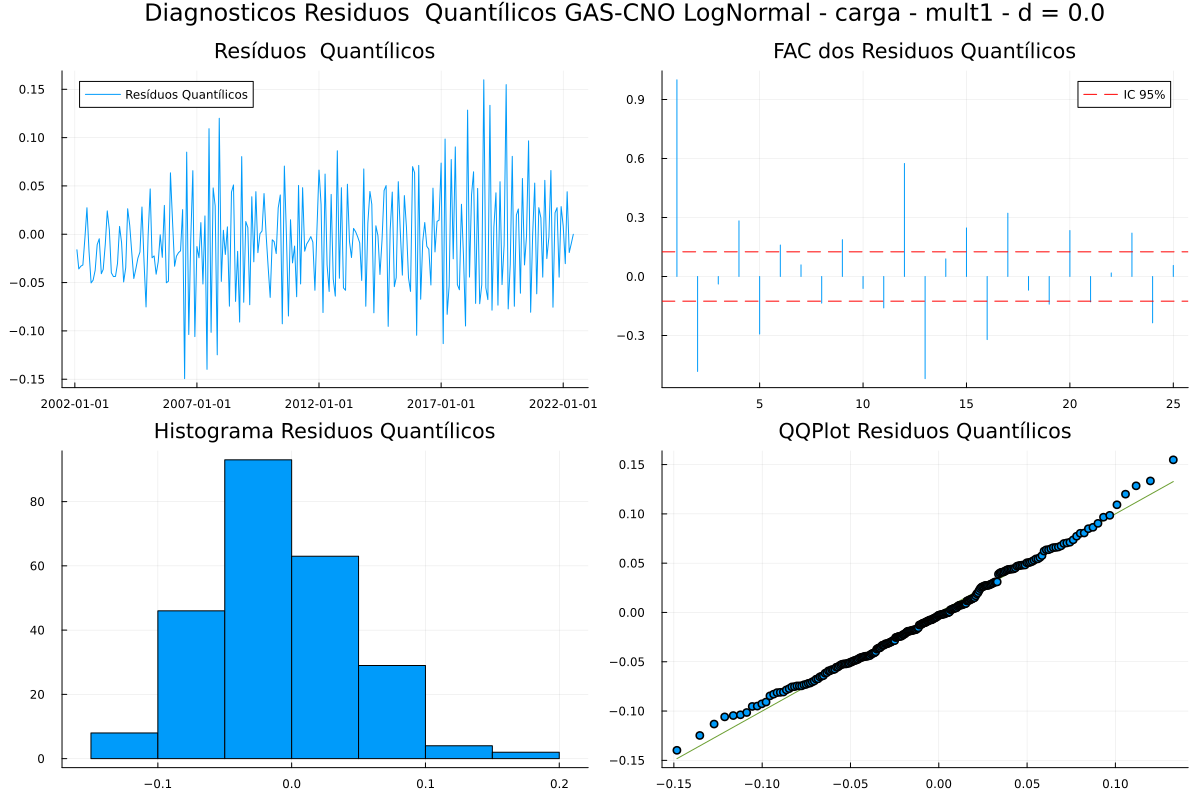 Diagnosticos Residuos  Quantílicos GAS-CNO LogNormal - carga - mult1 - d = 0.0
Resíduos  Quantílicos
Resíduos Quantílicos
0.15
0.10
0.05
0.00
−0.05
−0.10
−0.15
2002-01-01 2007-01-01 2012-01-01 2017-01-01 2022-01-01
FAC dos Residuos Quantílicos
IC 95%
0.9
0.6
0.3
0.0
−0.3
5 10 15 20 25
Histograma Residuos Quantílicos
80
60
40
20
0
−0.1 0.0 0.1 0.2
QQPlot Residuos Quantílicos
0.15
0.10
0.05
0.00
−0.05
−0.10
−0.15
−0.15 −0.10 −0.05 0.00 0.05 0.10